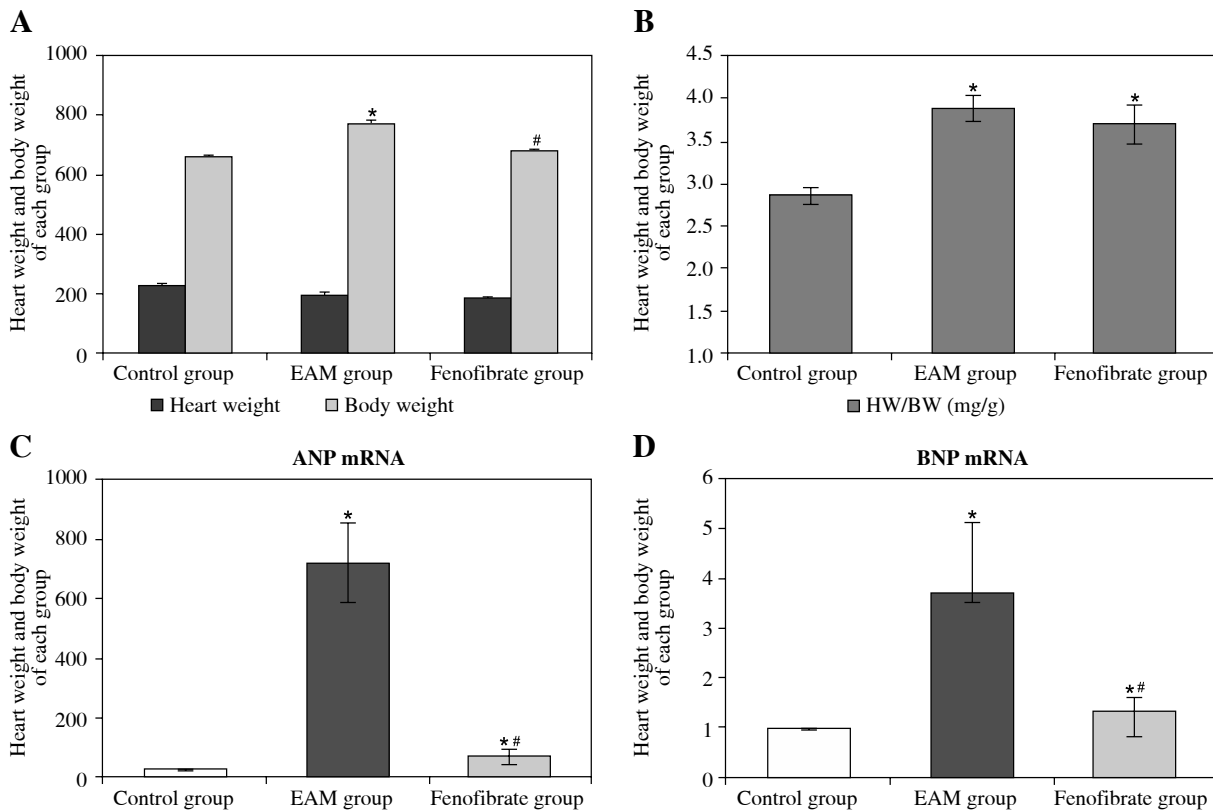 A
Heart weight and body weight
of each group
1000
800
600
400
200
0
*
#
Control group
EAM group
Fenofibrate group
Heart weight
Body weight
B
Heart weight and body weight
of each group
4.5
4.0
3.5
3.0
2.5
2.0
1.5
1.0
*
*
Control group
EAM group
Fenofibrate group
HW/BW (mg/g)
C
ANP mRNA
Heart weight and body weight
of each group
1000
800
600
400
200
0
*
* #
Control group
EAM group
Fenofibrate group
D
BNP mRNA
Heart weight and body weight
of each group
6
5
4
3
2
1
0
*
* #
Control group
EAM group
Fenofibrate group